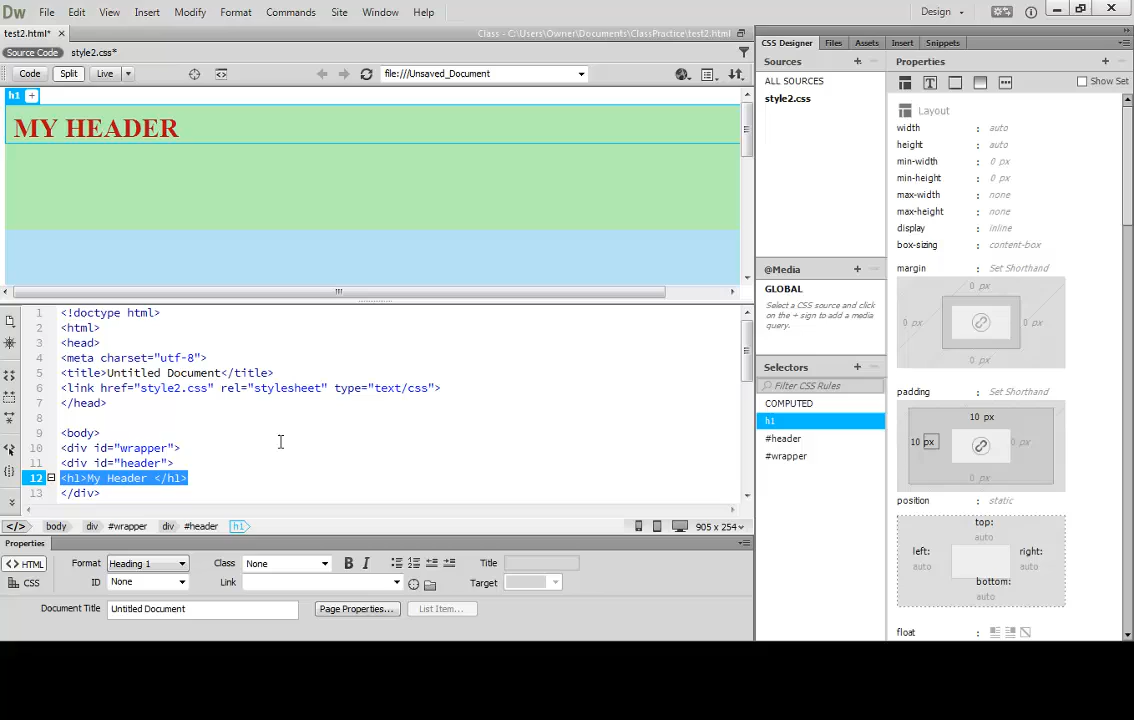 Dw File Edit View Insert Modify Format Commands Site Window Help Design
test2.html* Class - C:\Users\Owner\Documents\ClassPractice\test2.html
Source Code style2.css*
Code Split Live file:///Unsaved_Document
h1 +
MY HEADER
1 <!doctype html>
2 <html>
3 <head>
4 <meta charset="utf-8">
5 <title>Untitled Document</title>
6 <link href="style2.css" rel="stylesheet" type="text/css">
7 </head>
8
9 <body>
10 <div id="wrapper">
11 <div id="header">
12 <h1>My Header </h1>
13 </div>
</> body div #wrapper div #header h1 905 x 254
Properties
<> HTML Format Heading 1 Class None B I Title
CSS ID None Link Target
Document Title Untitled Document Page Properties... List Item...
CSS Designer Files Assets Insert Snippets
Sources +
ALL SOURCES
style2.css
@Media +
GLOBAL
Select a CSS source and click
on the + sign to add a media
query.
Selectors +
Filter CSS Rules
COMPUTED
h1
#header
#wrapper
Properties +
T Show Set
Layout
width : auto
height : auto
min-width : 0 px
min-height : 0 px
max-width : none
max-height : none
display : inline
box-sizing : content-box
margin : Set Shorthand
0 px
0 px 0 px
0 px
padding : Set Shorthand
10 px
10 px 0 px
0 px
position : static
top:
auto
left: right:
auto auto
bottom:
auto
float :